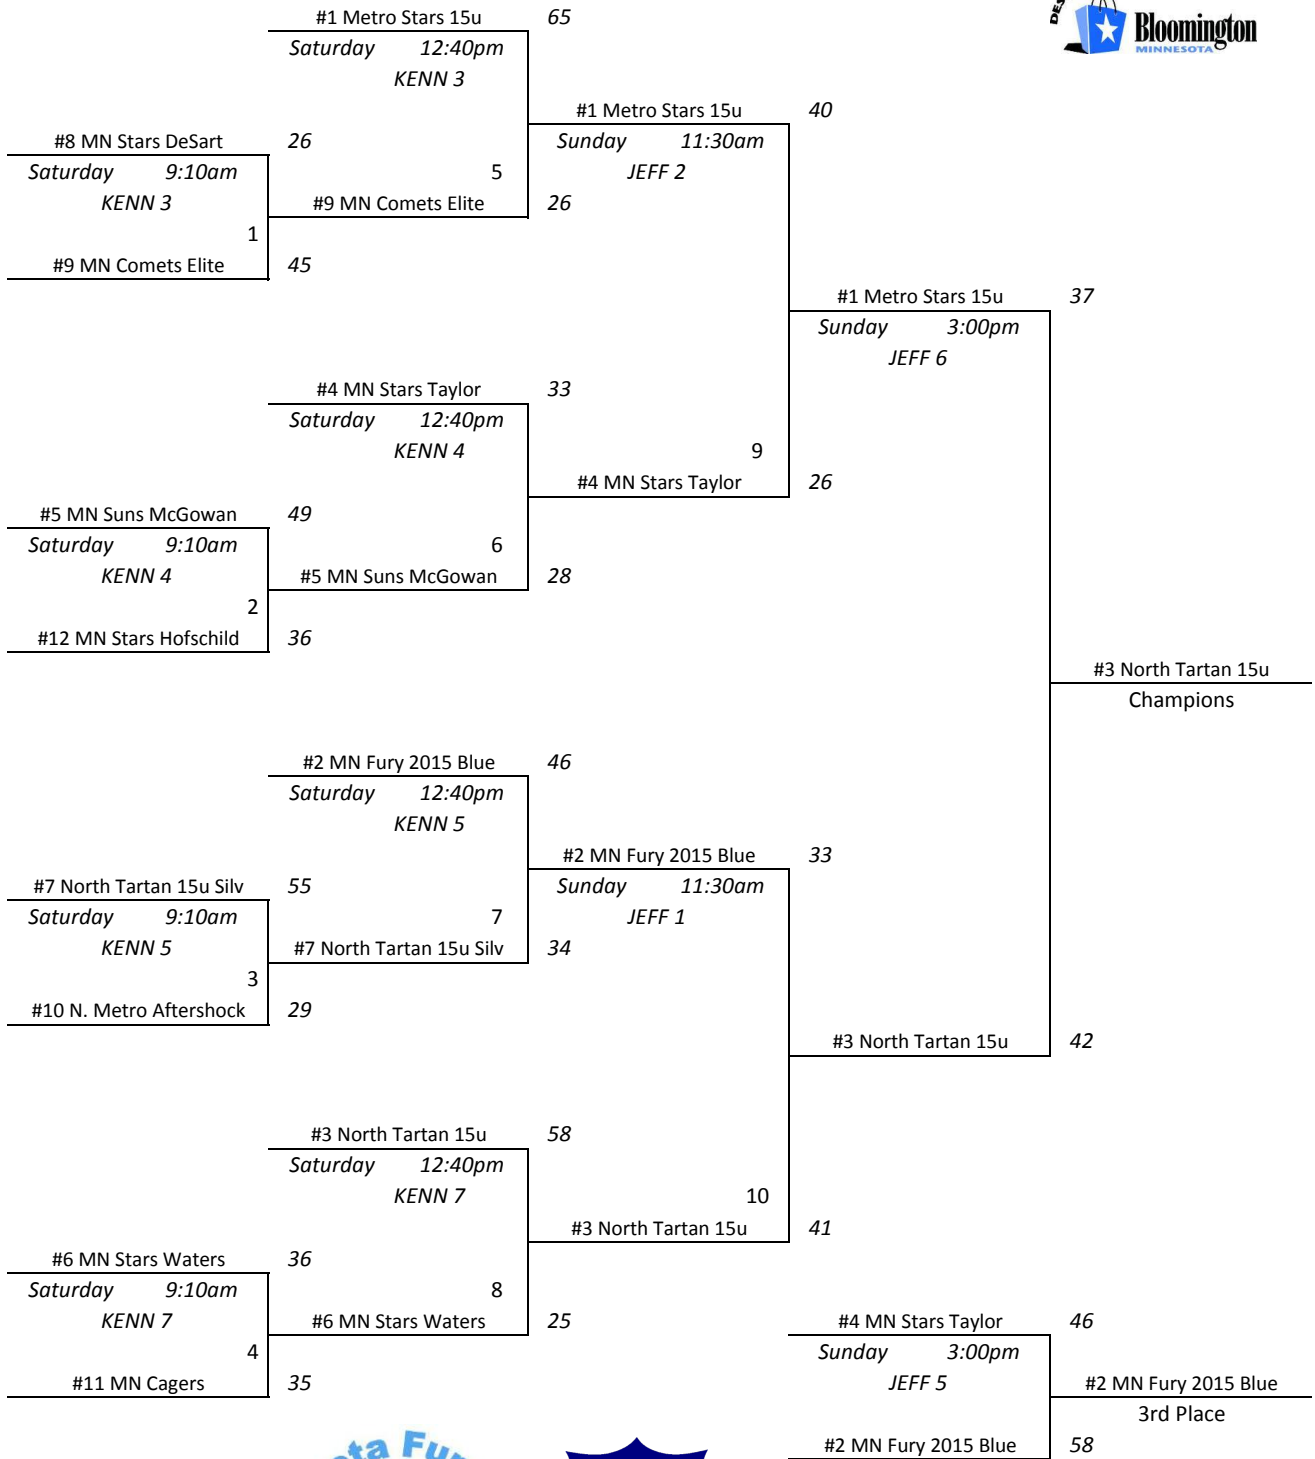 #1 Metro Stars 15u 65
DES
Bloomington
MINNESOTA
Saturday 12:40pm
KENN 3
#1 Metro Stars 15u 40
#8 MN Stars DeSart 26
Sunday 11:30am
Saturday 9:10am
5
JEFF 2
KENN 3
#9 MN Comets Elite 26
1
#9 MN Comets Elite 45
#1 Metro Stars 15u 37
Sunday 3:00pm
JEFF 6
#4 MN Stars Taylor 33
Saturday 12:40pm
KENN 4
9
#4 MN Stars Taylor 26
#5 MN Suns McGowan 49
Saturday 9:10am
6
KENN 4
#5 MN Suns McGowan 28
2
#12 MN Stars Hofschild 36
#3 North Tartan 15u
Champions
#2 MN Fury 2015 Blue 46
Saturday 12:40pm
KENN 5
#2 MN Fury 2015 Blue 33
#7 North Tartan 15u Silv 55
Sunday 11:30am
Saturday 9:10am
7
JEFF 1
KENN 5
#7 North Tartan 15u Silv 34
3
#10 N. Metro Aftershock 29
#3 North Tartan 15u 42
#3 North Tartan 15u 58
Saturday 12:40pm
KENN 7
10
#3 North Tartan 15u 41
#6 MN Stars Waters 36
Saturday 9:10am
8
KENN 7
#6 MN Stars Waters 25
#4 MN Stars Taylor 46
4
Sunday 3:00pm
#11 MN Cagers 35
JEFF 5
#2 MN Fury 2015 Blue
3rd Place
#2 MN Fury 2015 Blue 58
ota Fur